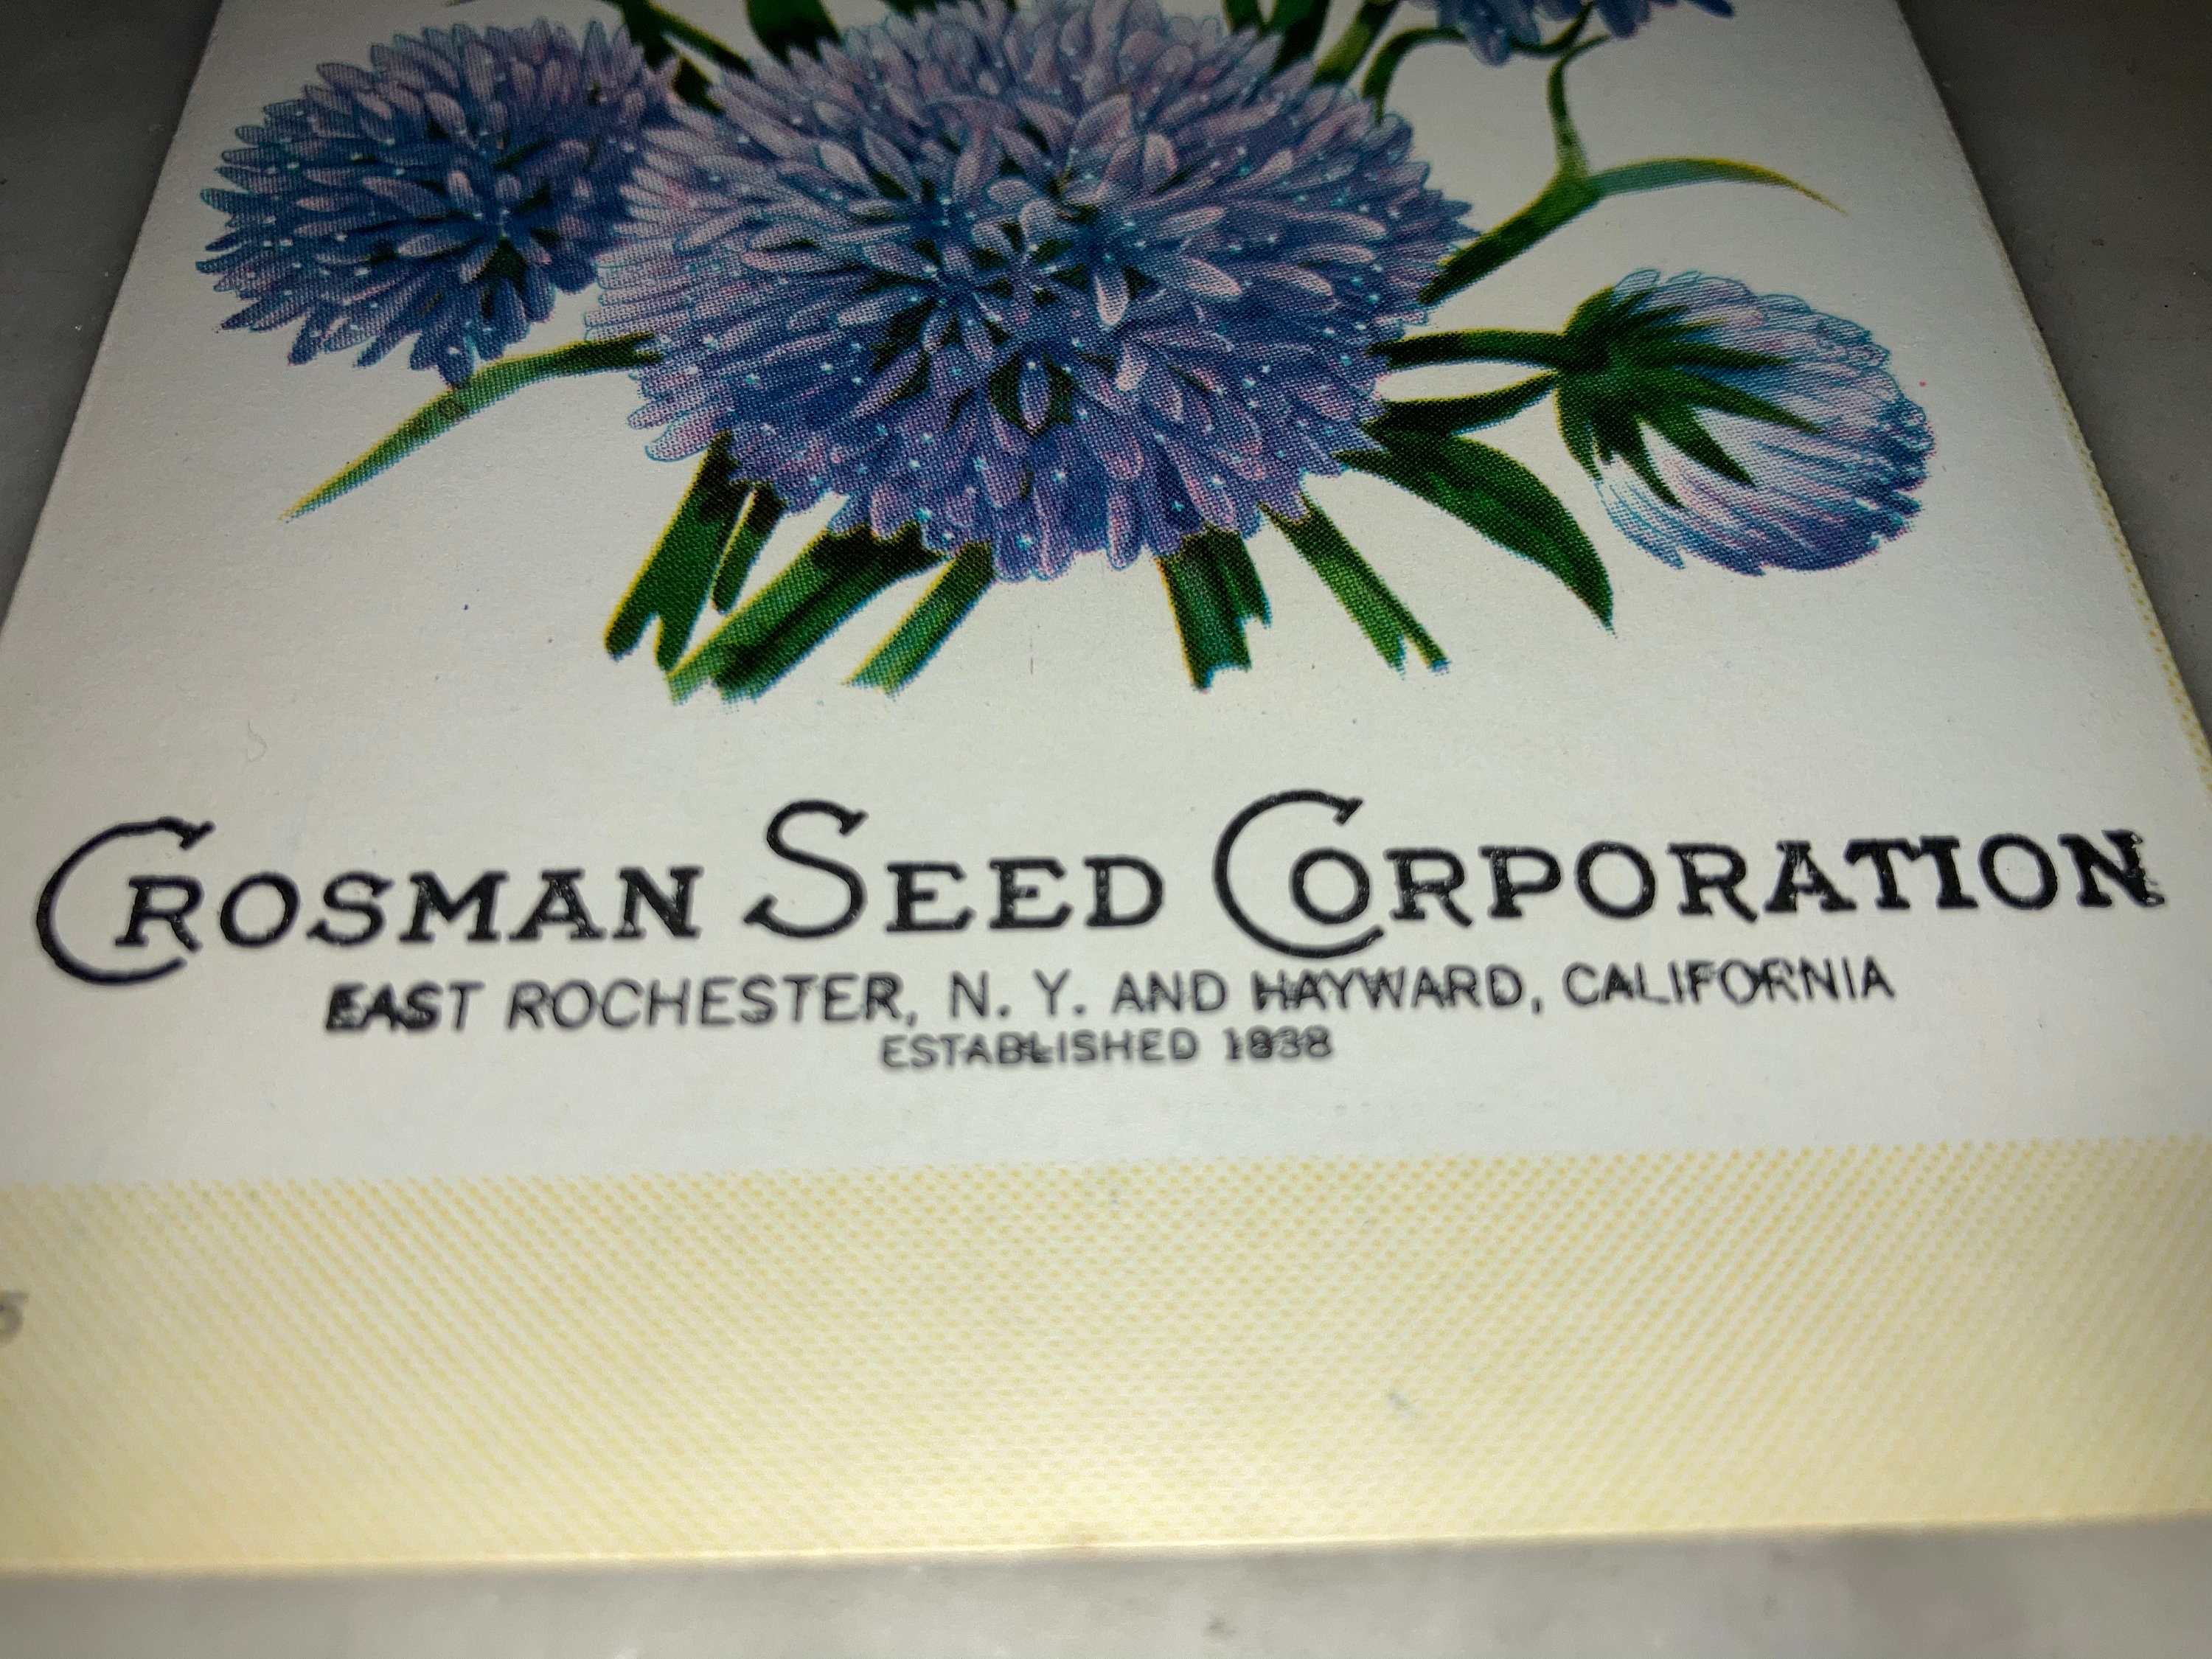 CROSMAN SEED CORPORATION
EAST ROCHESTER, N. Y. AND HAYWARD, CALIFORNIA
ESTABLISHED 1838